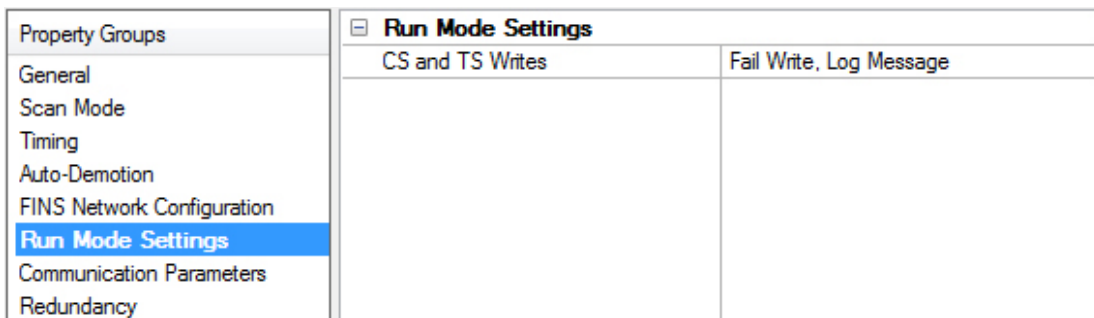 Property Groups
General
Scan Mode
Timing
Auto-Demotion
FINS Network Configuration
Run Mode Settings
Communication Parameters
Redundancy
Run Mode Settings
CS and TS Writes Fail Write, Log Message